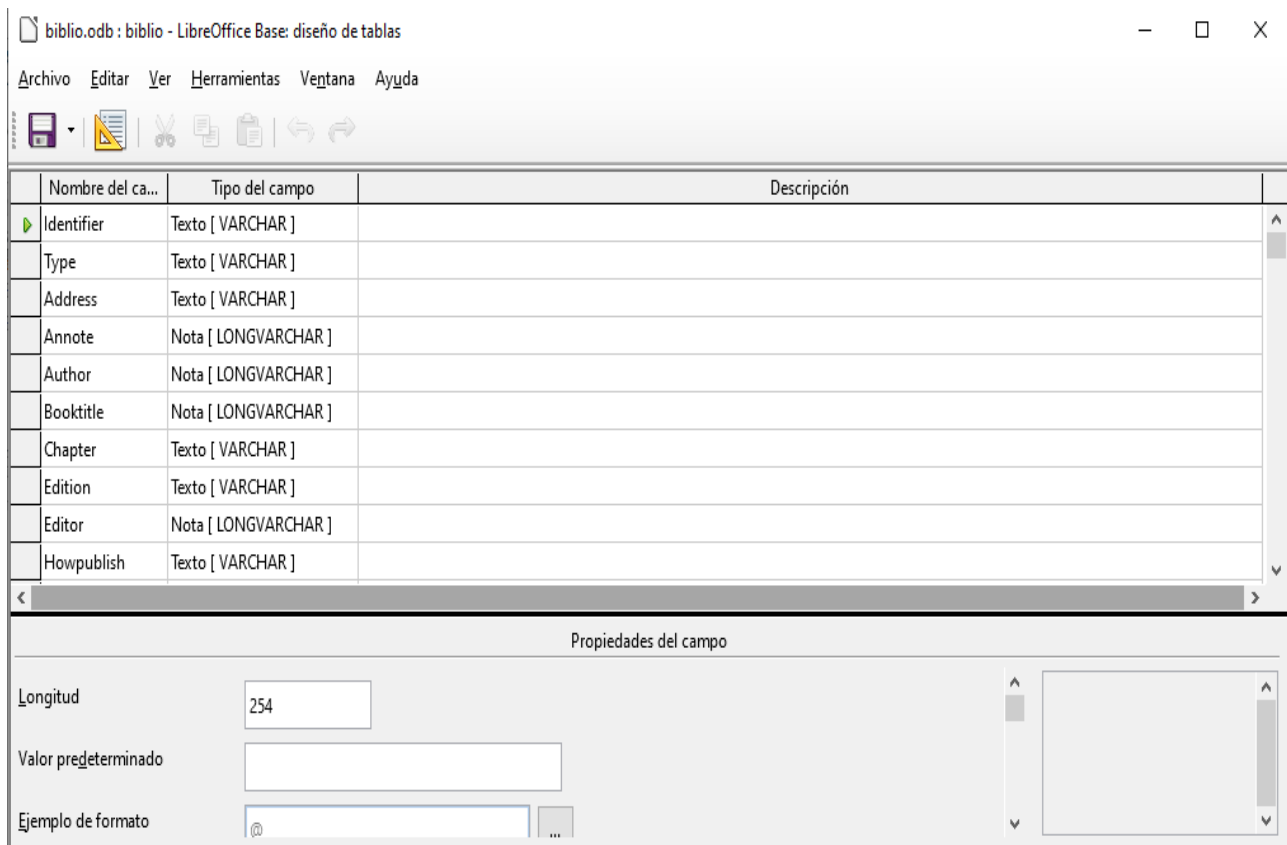 biblio.odb : biblio - LibreOffice Base: diseño de tablas
Archivo Editar Ver Herramientas Ventana Ayuda
Nombre del ca... Tipo del campo Descripción
Identifier Texto [ VARCHAR ]
Type Texto [ VARCHAR ]
Address Texto [ VARCHAR ]
Annote Nota [ LONGVARCHAR ]
Author Nota [ LONGVARCHAR ]
Booktitle Nota [ LONGVARCHAR ]
Chapter Texto [ VARCHAR ]
Edition Texto [ VARCHAR ]
Editor Nota [ LONGVARCHAR ]
Howpublish Texto [ VARCHAR ]
Propiedades del campo
Longitud 254
Valor predeterminado
Ejemplo de formato @ ...